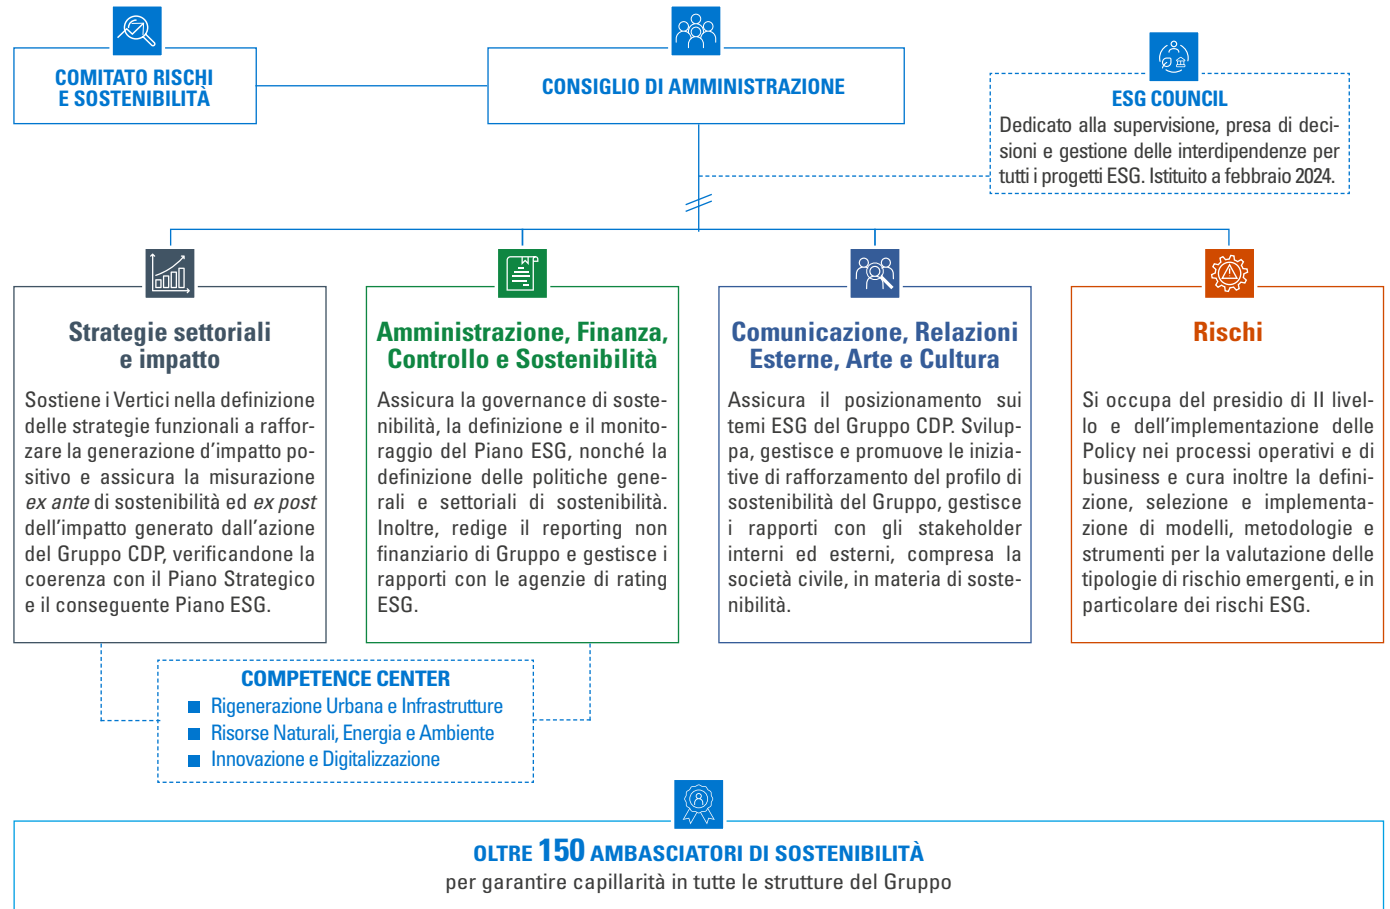 COMITATO RISCHI
E SOSTENIBILITÀ
CONSIGLIO DI AMMINISTRAZIONE
ESG COUNCIL
Dedicato alla supervisione, presa di deci-
sioni e gestione delle interdipendenze per
tutti i progetti ESG. Istituito a febbraio 2024.
Strategie settoriali
e impatto
Sostiene i Vertici nella definizione
delle strategie funzionali a raffor-
zare la generazione d'impatto po-
sitivo e assicura la misurazione
ex ante di sostenibilità ed ex post
dell'impatto generato dall'azione
del Gruppo CDP, verificandone la
coerenza con il Piano Strategico
e il conseguente Piano ESG.
Amministrazione, Finanza,
Controllo e Sostenibilità
Assicura la governance di soste-
nibilità, la definizione e il monito-
raggio del Piano ESG, nonché la
definizione delle politiche gene-
rali e settoriali di sostenibilità.
Inoltre, redige il reporting non
finanziario di Gruppo e gestisce i
rapporti con le agenzie di rating
ESG.
Comunicazione, Relazioni
Esterne, Arte e Cultura
Assicura il posizionamento sui
temi ESG del Gruppo CDP. Svilup-
pa, gestisce e promuove le inizia-
tive di rafforzamento del profilo di
sostenibilità del Gruppo, gestisce
i rapporti con gli stakeholder
interni ed esterni, compresa la
società civile, in materia di soste-
nibilità.
Rischi
Si occupa del presidio di II livel-
lo e dell'implementazione delle
Policy nei processi operativi e di
business e cura inoltre la defini-
zione, selezione e implementa-
zione di modelli, metodologie e
strumenti per la valutazione delle
tipologie di rischio emergenti, e in
particolare dei rischi ESG.
COMPETENCE CENTER
Rigenerazione Urbana e Infrastrutture
Risorse Naturali, Energia e Ambiente
Innovazione e Digitalizzazione
OLTRE 150 AMBASCIATORI DI SOSTENIBILITÀ
per garantire capillarità in tutte le strutture del Gruppo